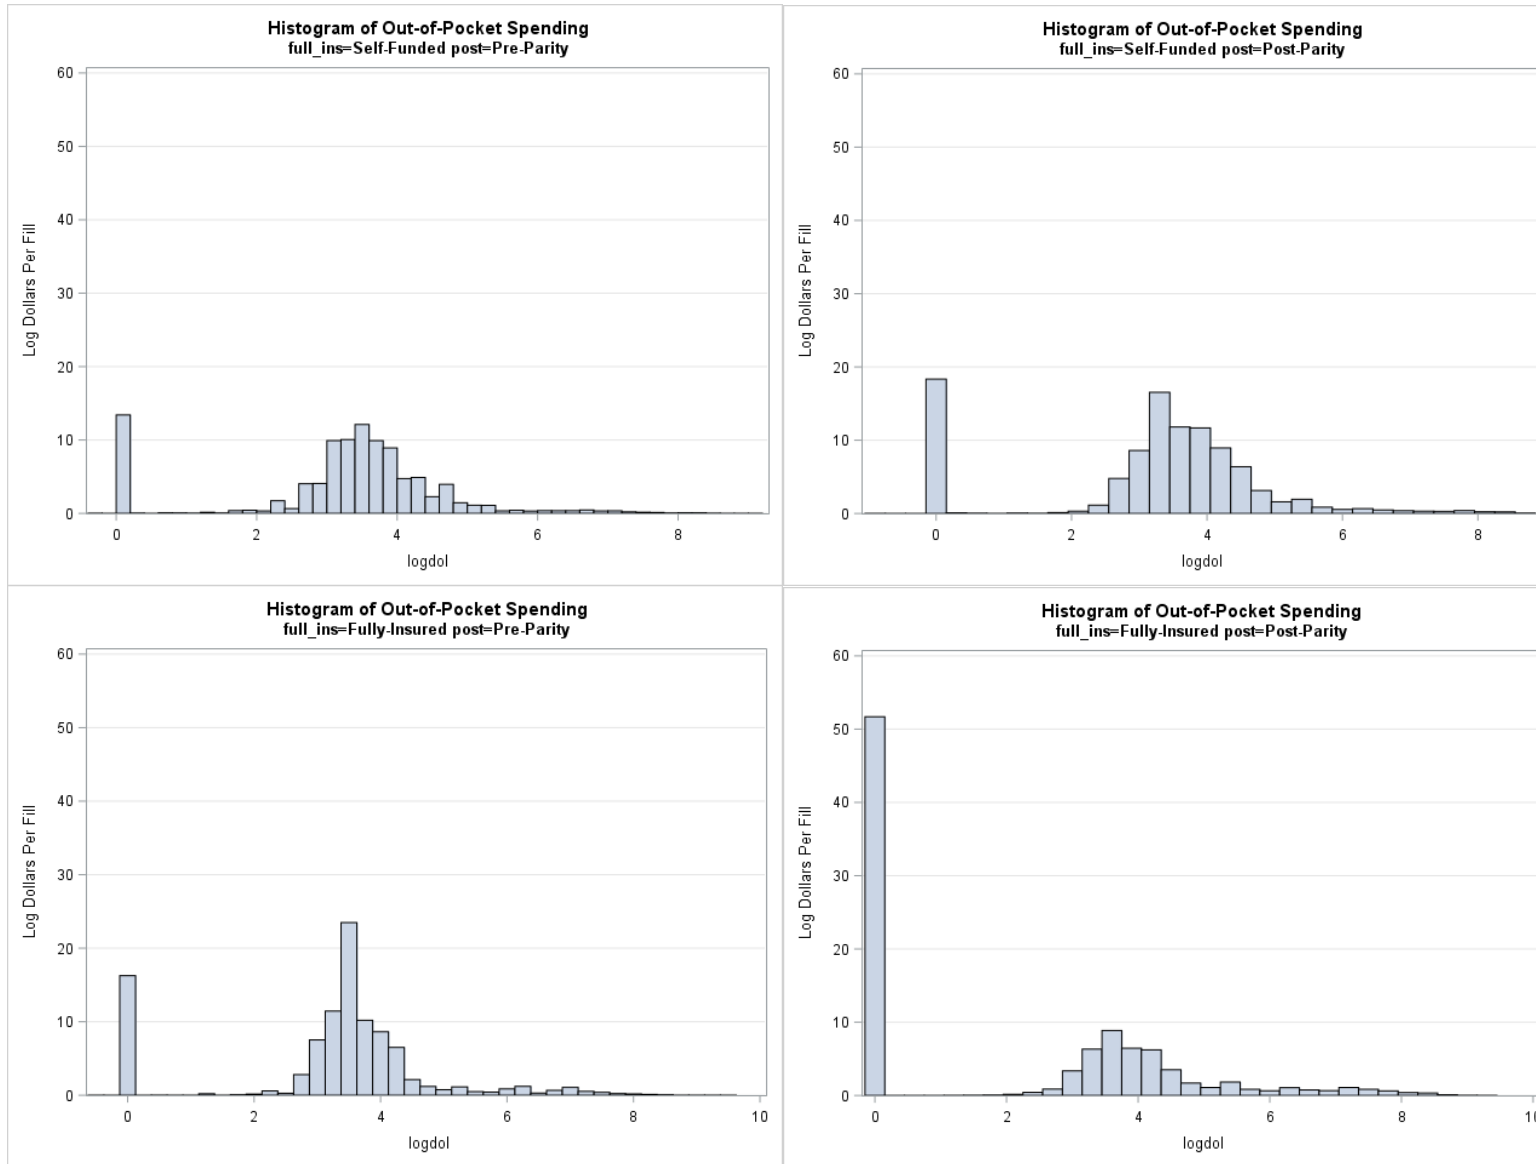 Histogram of Out-of-Pocket Spending
full_ins=Self-Funded post=Pre-Parity
60
50
40
30
20
10
0
Log Dollars Per Fill
0 2 4 6 8
logdol
Histogram of Out-of-Pocket Spending
full_ins=Self-Funded post=Post-Parity
60
50
40
30
20
10
0
Log Dollars Per Fill
0 2 4 6 8
logdol
Histogram of Out-of-Pocket Spending
full_ins=Fully-Insured post=Pre-Parity
60
50
40
30
20
10
0
Log Dollars Per Fill
0 2 4 6 8 10
logdol
Histogram of Out-of-Pocket Spending
full_ins=Fully-Insured post=Post-Parity
60
50
40
30
20
10
0
Log Dollars Per Fill
0 2 4 6 8
logdol